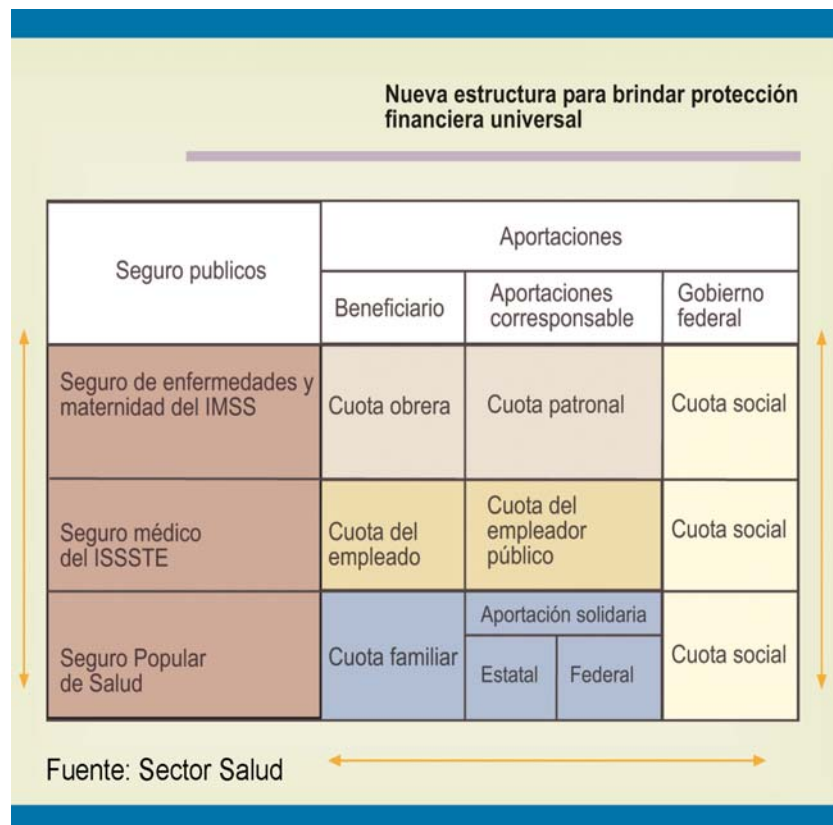 Nueva estructura para brindar protección
financiera universal
Seguro publicos
Aportaciones
Beneficiario
Aportaciones
corresponsable
Gobierno
federal
Seguro de enfermedades y
maternidad del IMSS
Cuota obrera
Cuota patronal
Cuota social
Seguro médico
del ISSSTE
Cuota del
empleado
Cuota del
empleador
público
Cuota social
Seguro Popular
de Salud
Cuota familiar
Aportación solidaria
Estatal
Federal
Cuota social
Fuente: Sector Salud